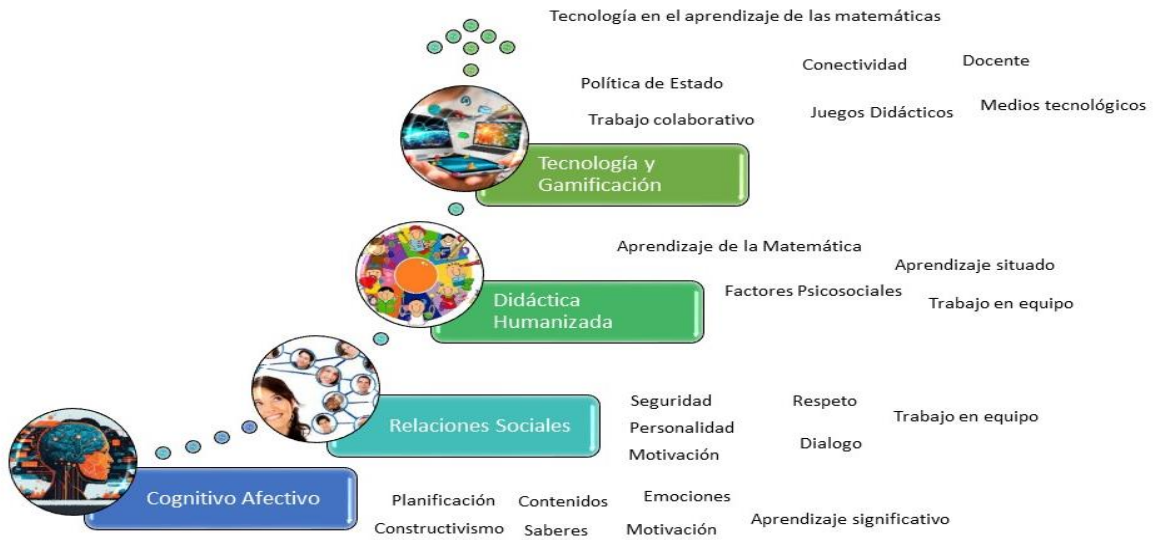 Tecnología en el aprendizaje de las matemáticas
Conectividad
Docente
Política de Estado
Trabajo colaborativo
Juegos Didácticos
Medios tecnológicos
Tecnología y
Gamificación
Aprendizaje de la Matemática
Aprendizaje situado
Factores Psicosociales
Trabajo en equipo
Didáctica
Humanizada
Seguridad
Respeto
Trabajo en equipo
Personalidad
Dialogo
Motivación
Relaciones Sociales
Cognitivo Afectivo
Planificación
Contenidos
Emociones
Constructivismo
Saberes
Motivación
Aprendizaje significativo